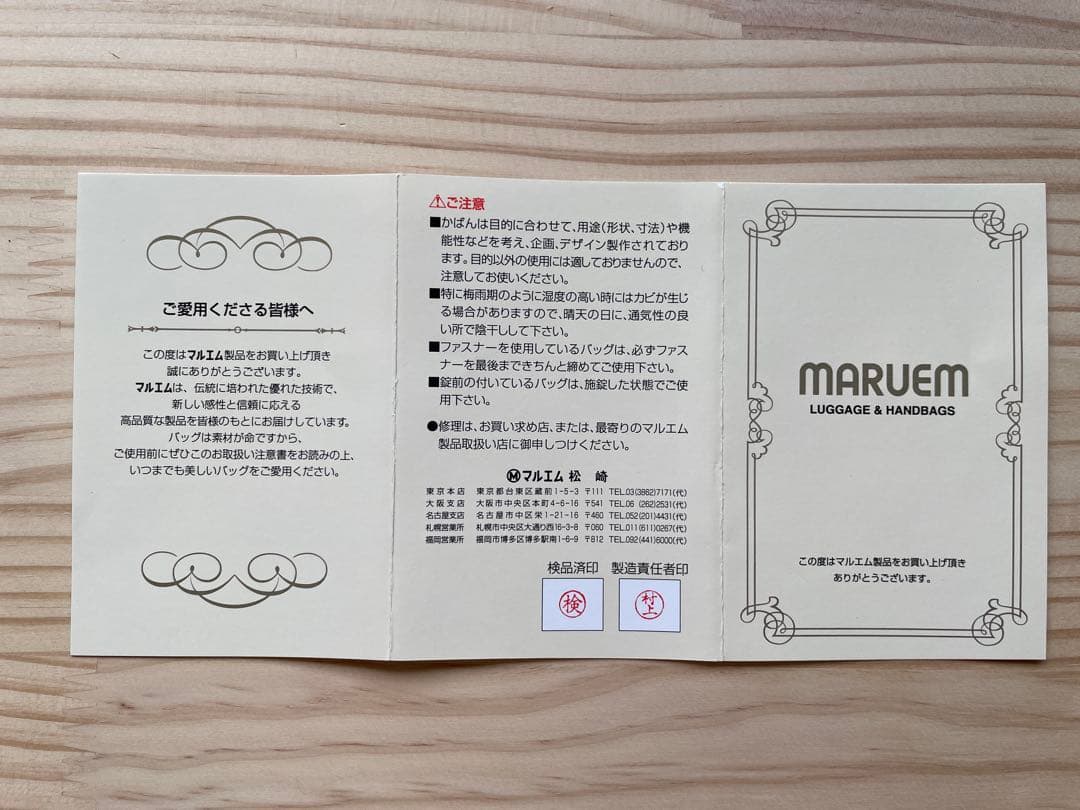 ご愛用くださる皆様へ
この度はマルエム製品をお買い上げ頂き
誠にありがとうございます。
マルエムは、伝統に培われた優れた技術で、
新しい感性と信頼に応える
高品質な製品を皆様のもとにお届けしています。
バッグは素材が命ですから、
ご使用前にぜひこのお取扱い注意書をお読みの上、
いつまでも美しいバッグをご愛用ください。
⚠ご注意
■かばんは目的に合わせて、用途(形状、寸法)や機
能性などを考え、企画、デザイン製作されており
ます。目的以外の使用には適しておりませんので、
注意してお使いください。
■特に梅雨期のように湿度の高い時にはカビが生じ
る場合がありますので、晴天の日に、通気性の良
い所で陰干しして下さい。
■ファスナーを使用しているバッグは、必ずファス
ナーを最後まできちんと締めてご使用下さい。
■錠前の付いているバッグは、施錠した状態でご使
用下さい。
●修理は、お買い求め店、または、最寄りのマルエム
製品取扱い店に御申しつけください。
Ⓜマルエム 松 崎
東京本店 東京都台東区蔵前1-5-3 〒111 TEL.03(3862)7171(代)
大阪支店 大阪市中央区本町4-6-16 〒541 TEL.06 (262)2531(代)
名古屋支店 名古屋市中区栄1-21-16 〒460 TEL.052(201)4431(代)
札幌営業所 札幌市中央区大通り西16-3-8 〒060 TEL.011(611)0267(代)
福岡営業所 福岡市博多区博多駅南1-6-9 〒812 TEL.092(441)6000(代)
検品済印 製造責任者印
検 村上
MARUEM
LUGGAGE & HANDBAGS
この度はマルエム製品をお買い上げ頂き
ありがとうございます。